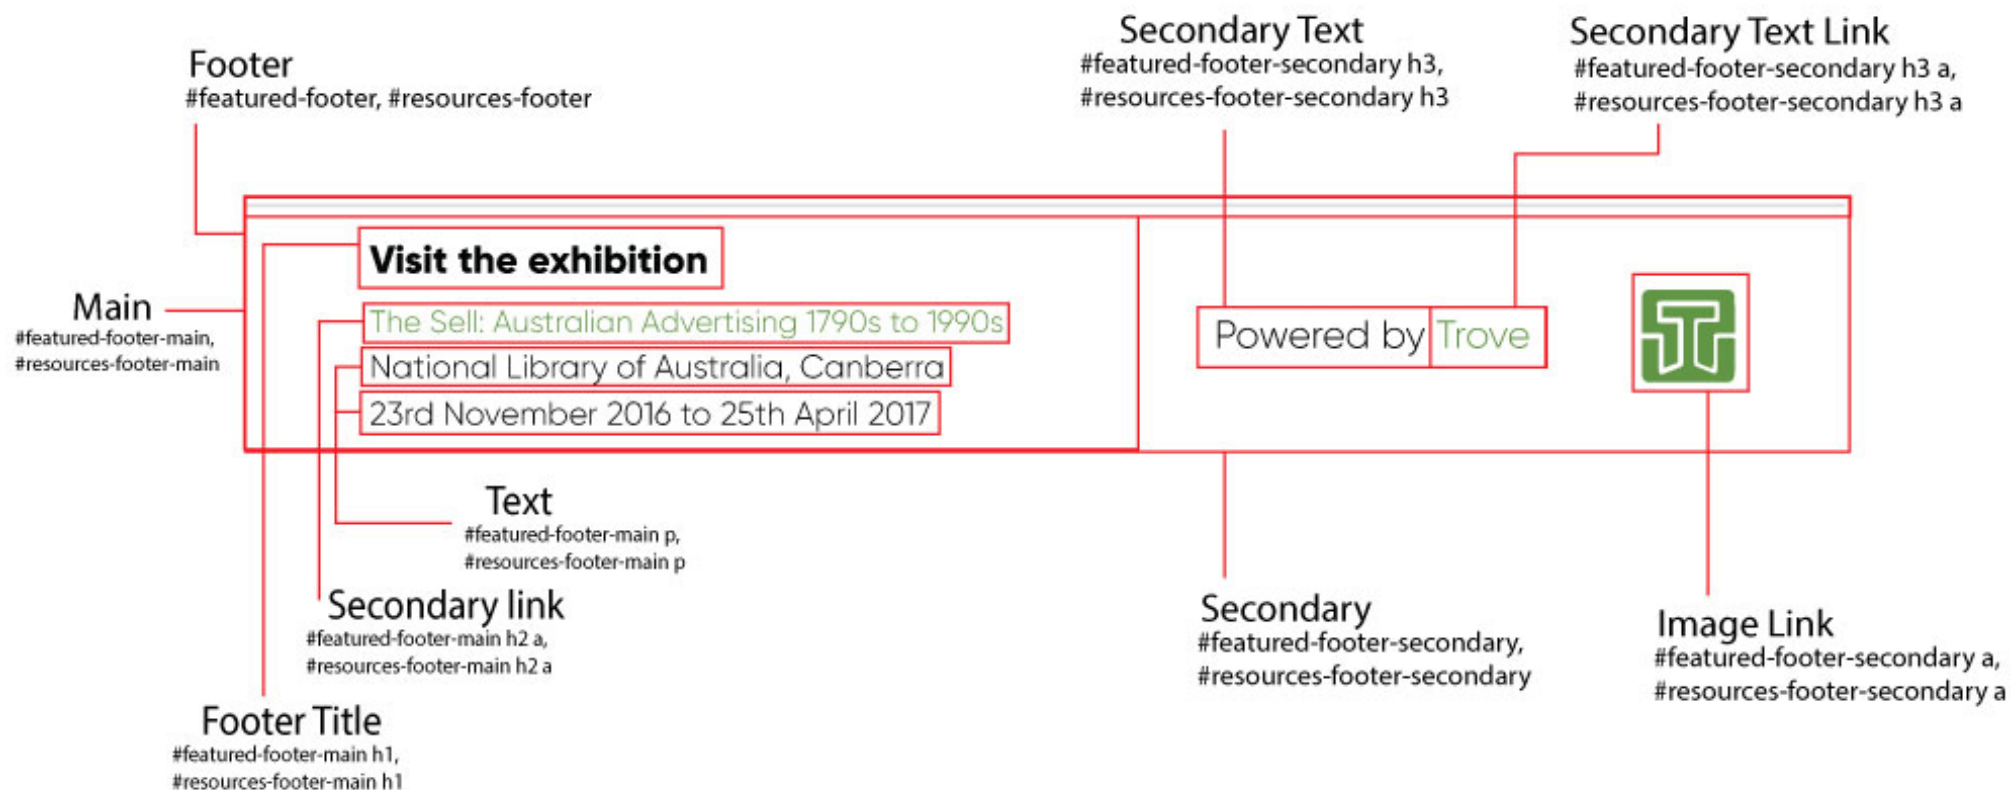 Footer
#featured-footer, #resources-footer
Secondary Text
#featured-footer-secondary h3,
#resources-footer-secondary h3
Secondary Text Link
#featured-footer-secondary h3 a,
#resources-footer-secondary h3 a
Main
#featured-footer-main,
#resources-footer-main
Visit the exhibition
The Sell: Australian Advertising 1790s to 1990s
National Library of Australia, Canberra
23rd November 2016 to 25th April 2017
Powered by Trove
Text
#featured-footer-main p,
#resources-footer-main p
Secondary link
#featured-footer-main h2 a,
#resources-footer-main h2 a
Footer Title
#featured-footer-main h1,
#resources-footer-main h1
Secondary
#featured-footer-secondary,
#resources-footer-secondary
Image Link
#featured-footer-secondary a,
#resources-footer-secondary a